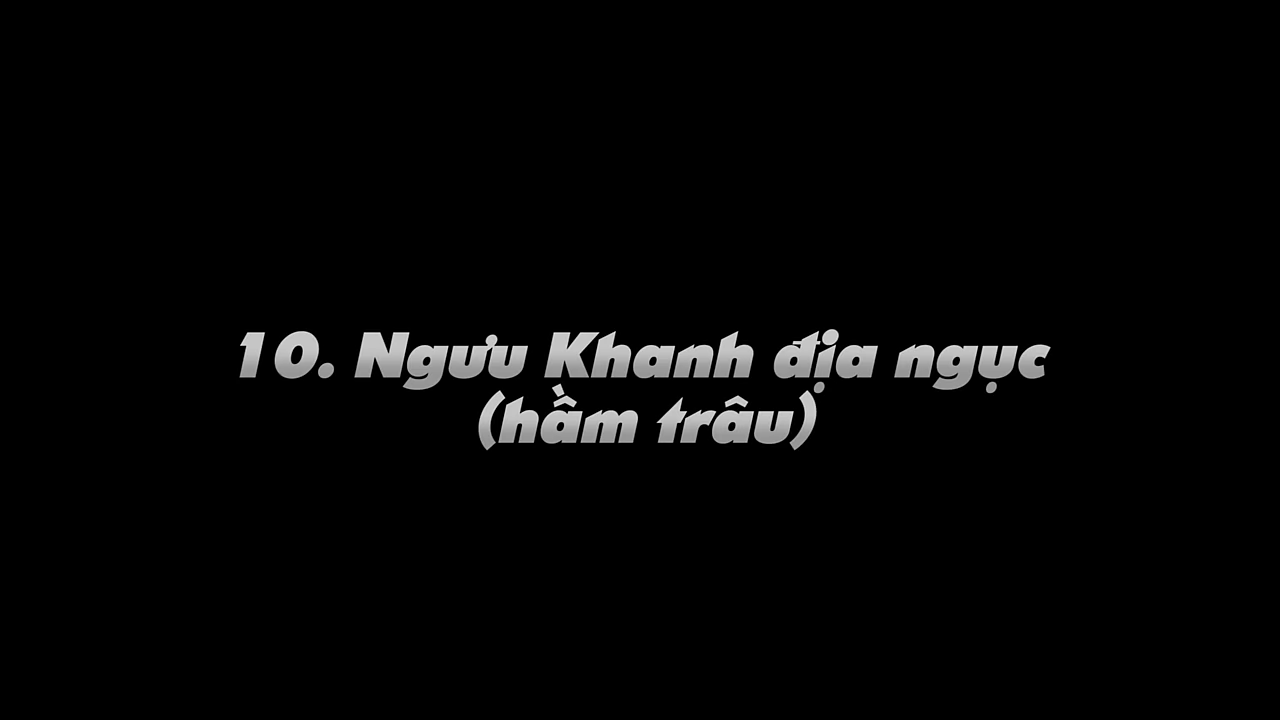 10. Ngưu Khanh địa ngục
(hầm trâu)